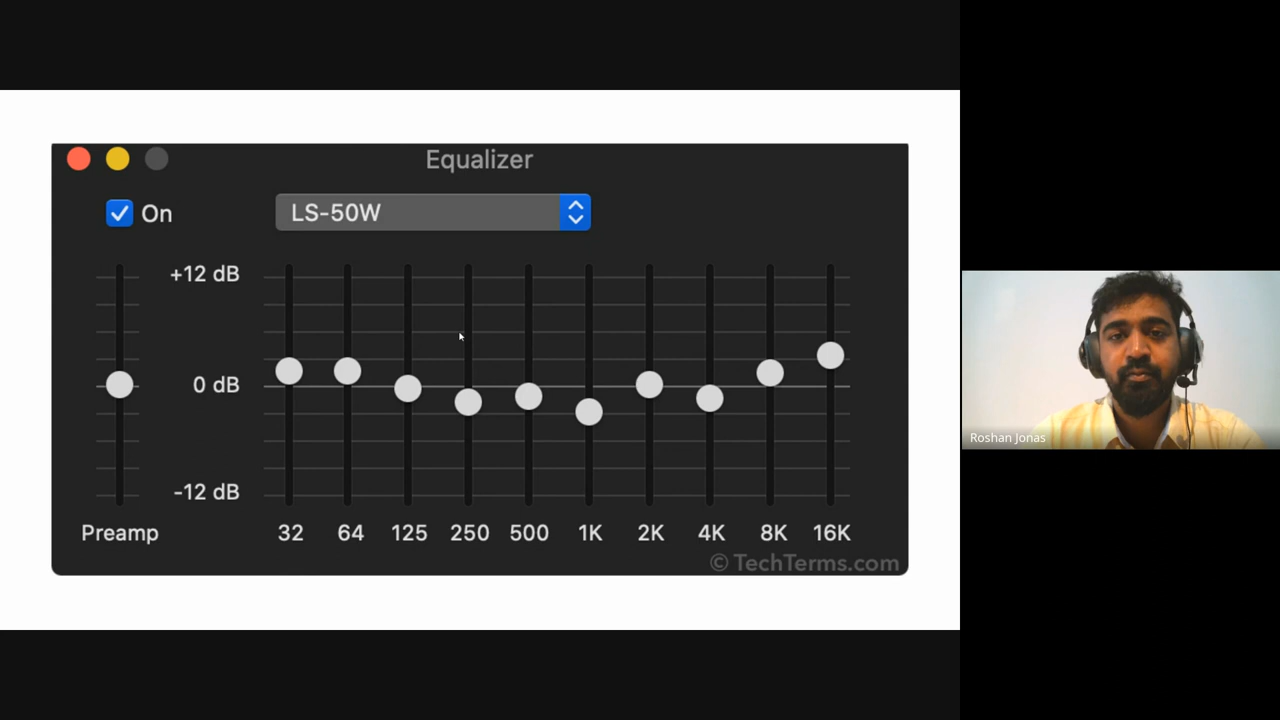 Equalizer
On
LS-50W
+12 dB
0 dB
-12 dB
Preamp
32 64 125 250 500 1K 2K 4K 8K 16K
© TechTerms.com
Roshan Jonas